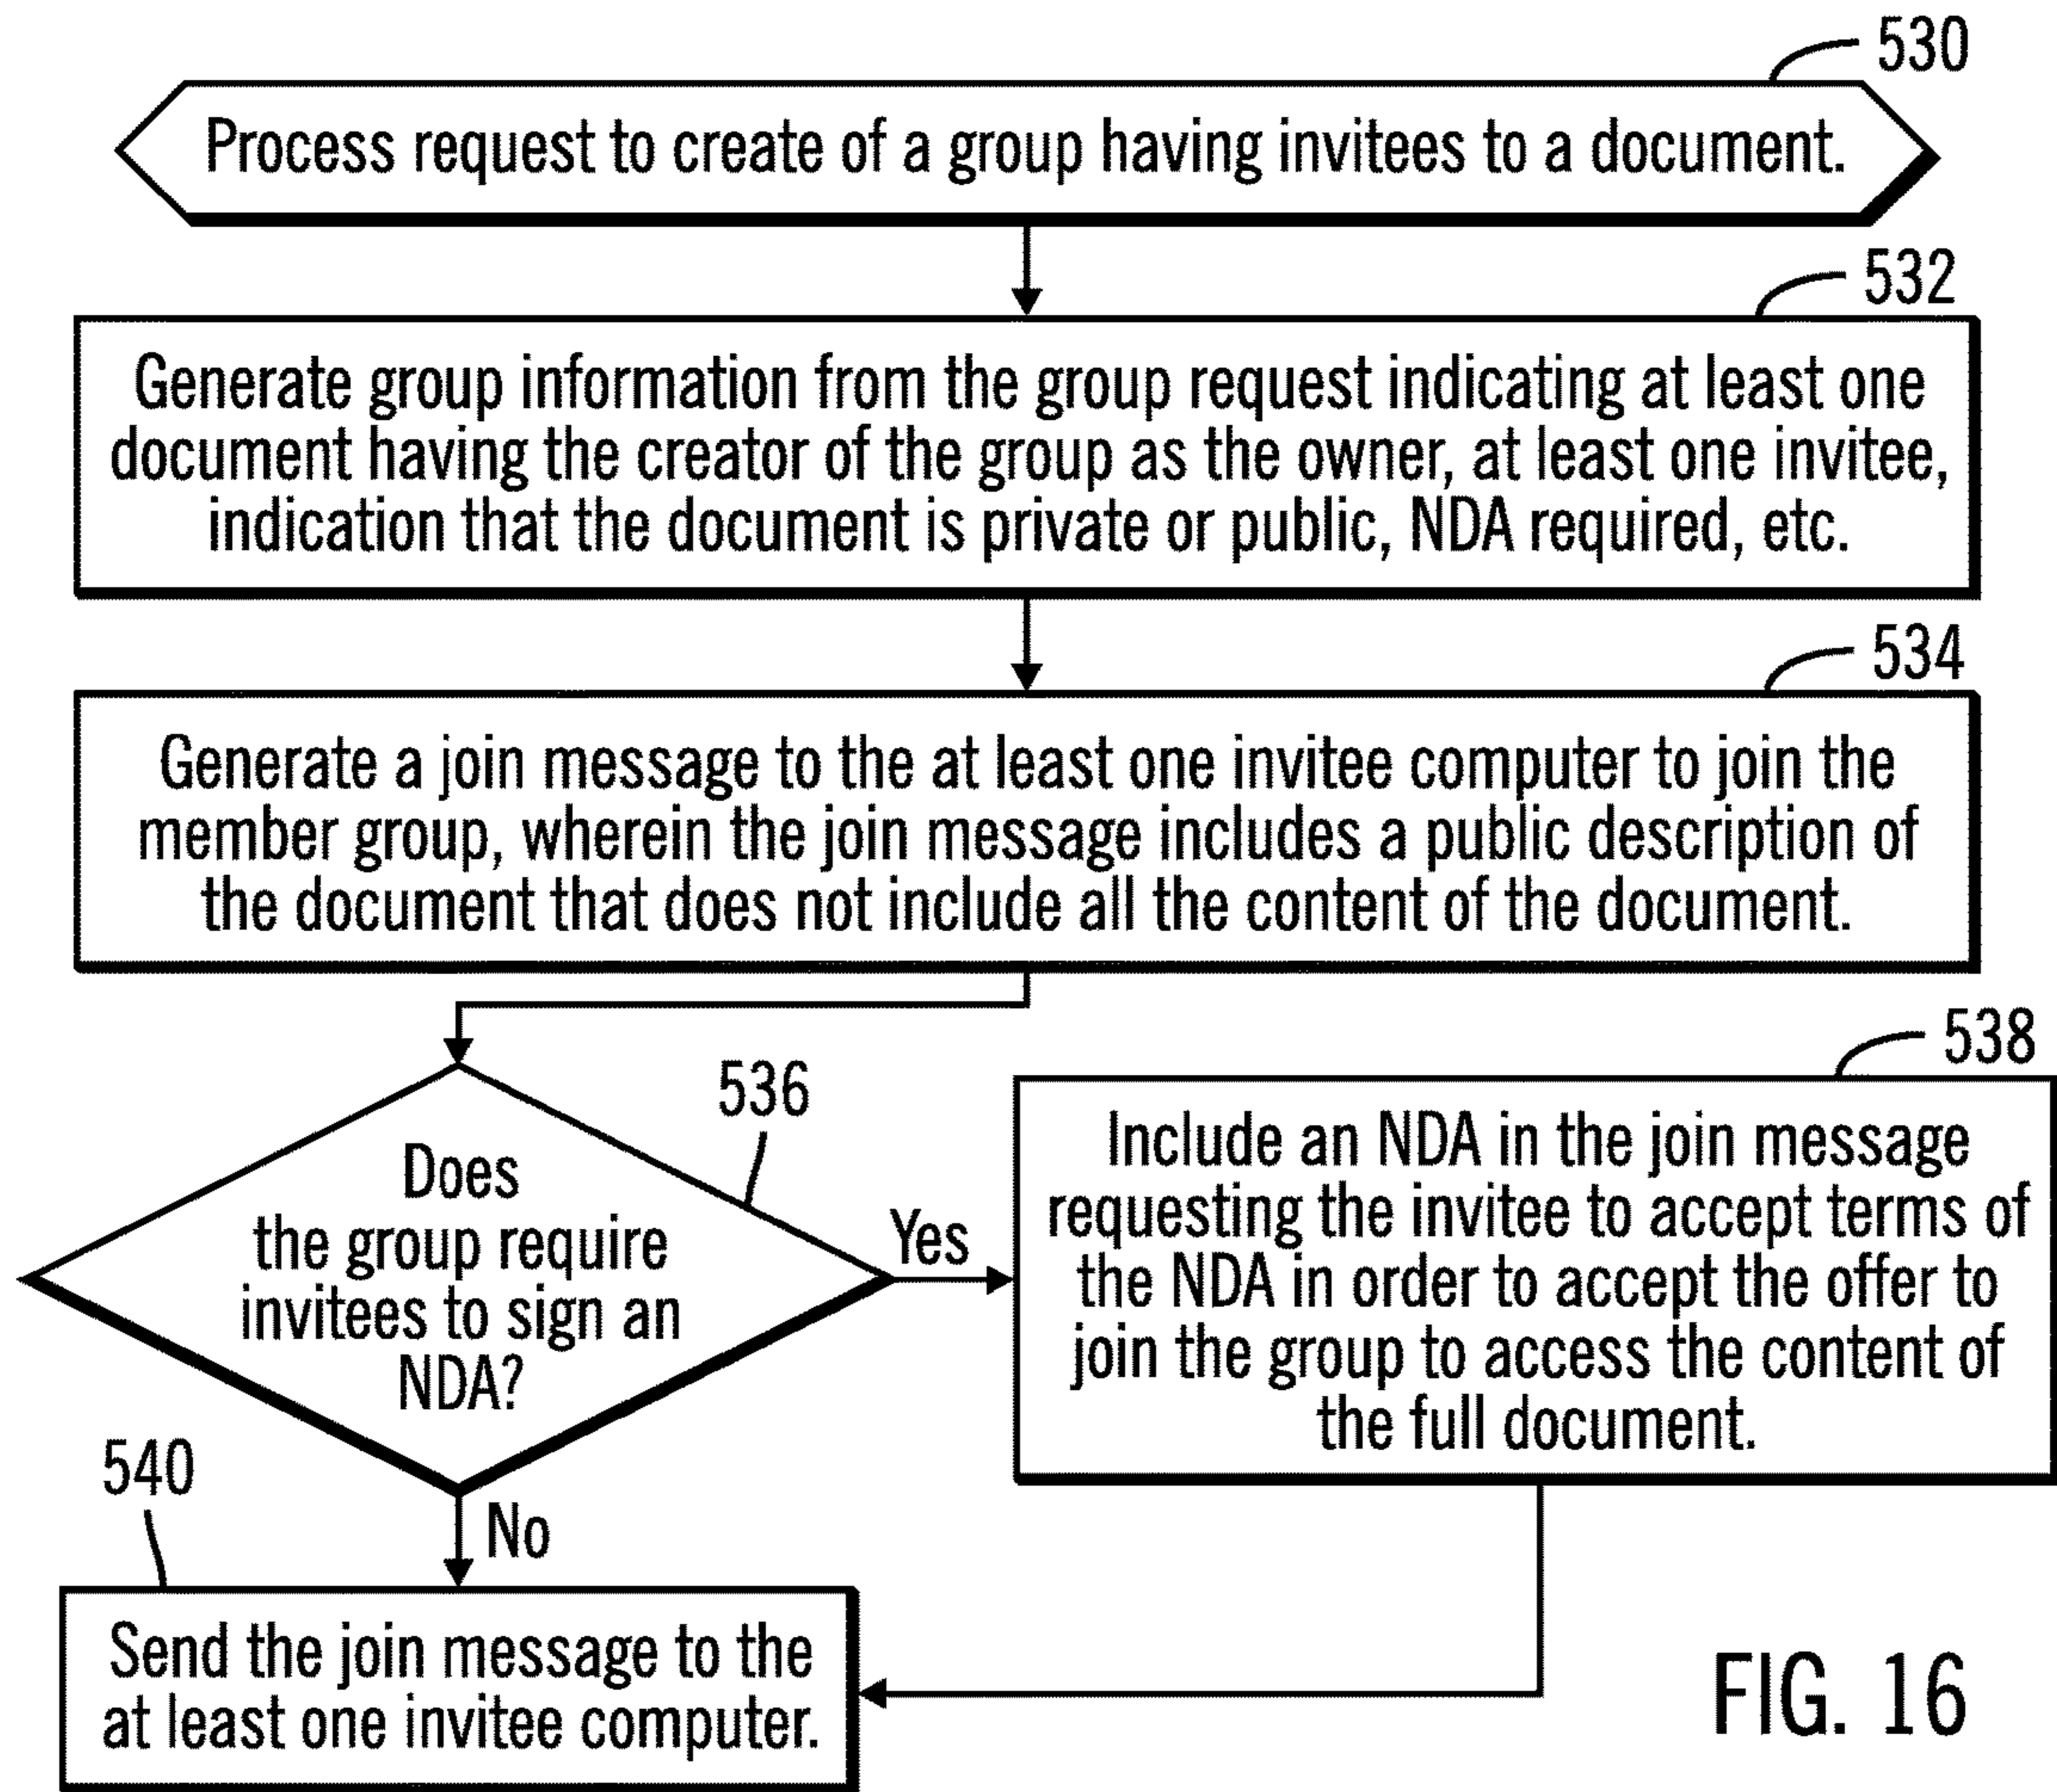 530
Process request to create of a group having invitees to a document.
532
Generate group information from the group request indicating at least one
document having the creator of the group as the owner, at least one invitee,
indication that the document is private or public, NDA required, etc.
534
Generate a join message to the at least one invitee computer to join the
member group, wherein the join message includes a public description of
the document that does not include all the content of the document.
536
Does
the group require
invitees to sign an
NDA?
Yes
538
Include an NDA in the join message
requesting the invitee to accept terms of
the NDA in order to accept the offer to
join the group to access the content of
the full document.
No
540
Send the join message to the
at least one invitee computer.
FIG. 16